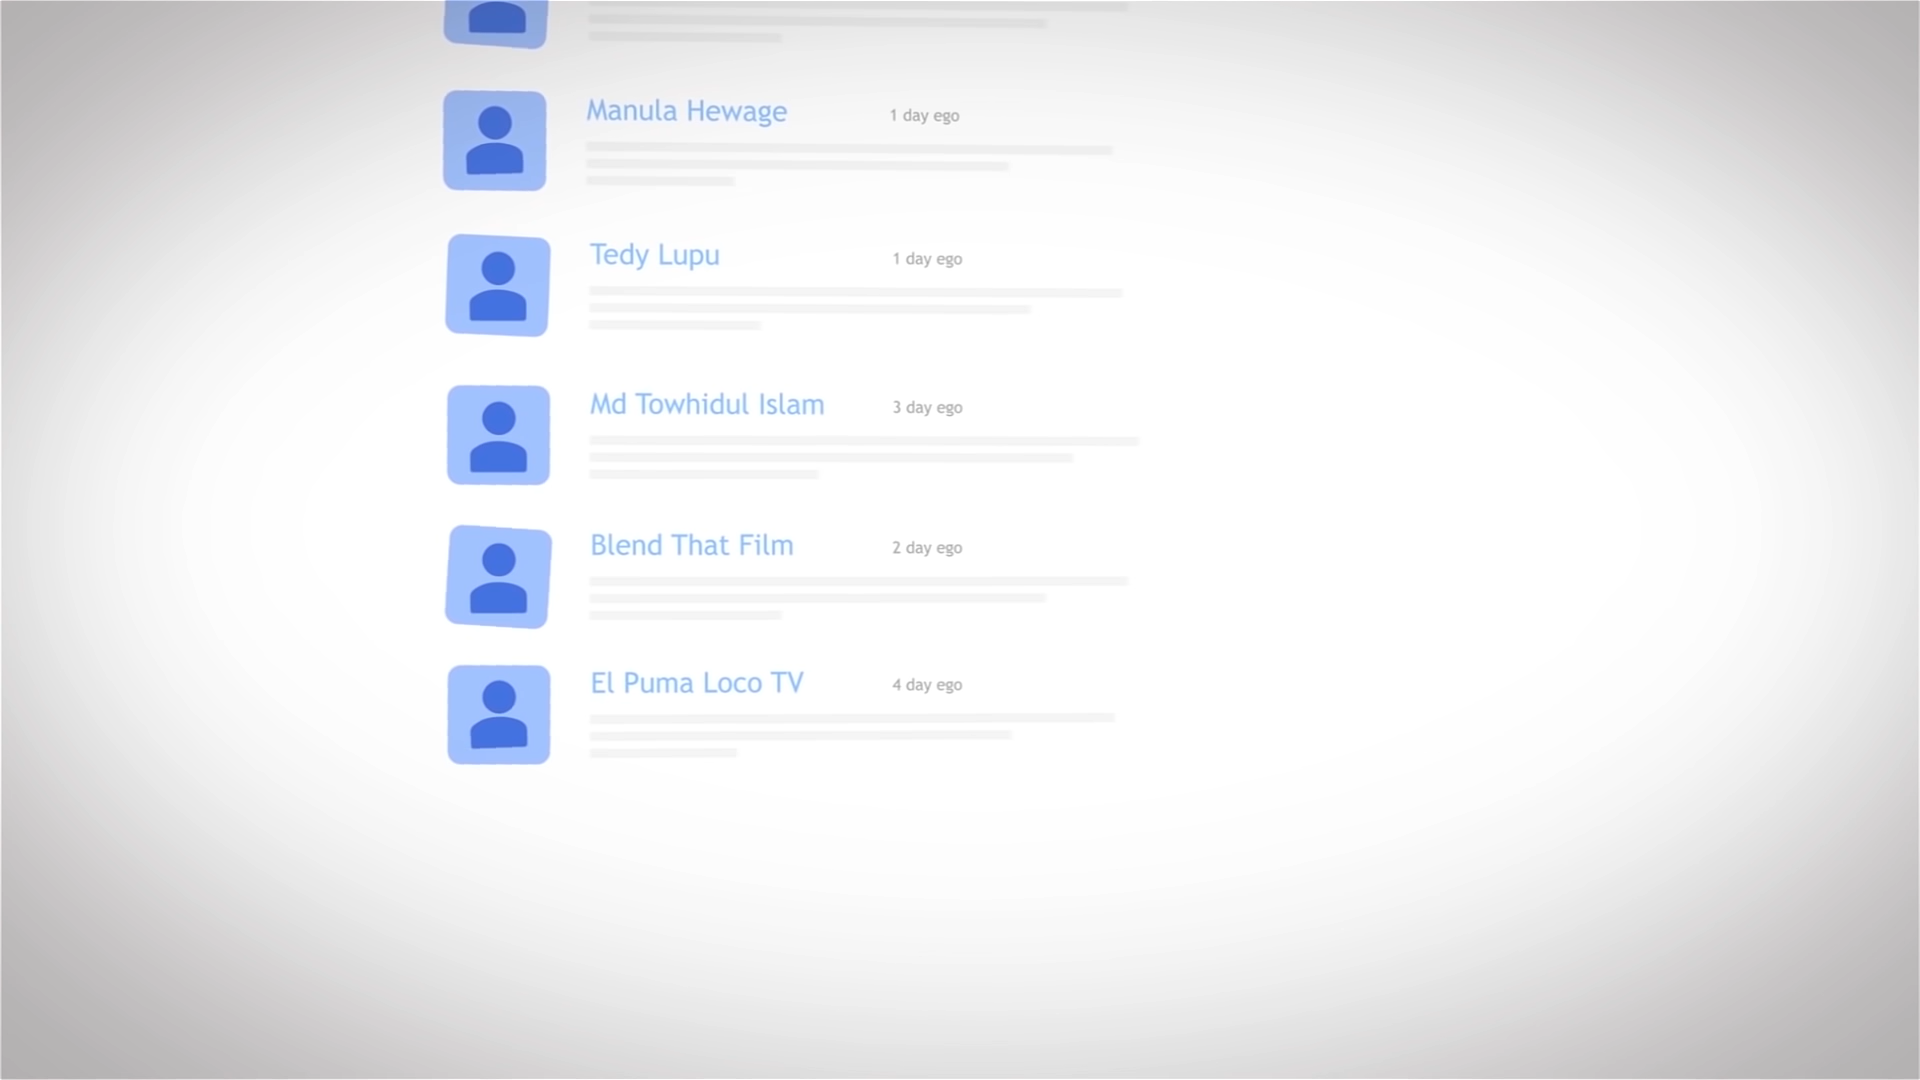 Manula Hewage 1 day ego
Tedy Lupu 1 day ego
Md Towhidul Islam 3 day ego
Blend That Film 2 day ego
El Puma Loco TV 4 day ego